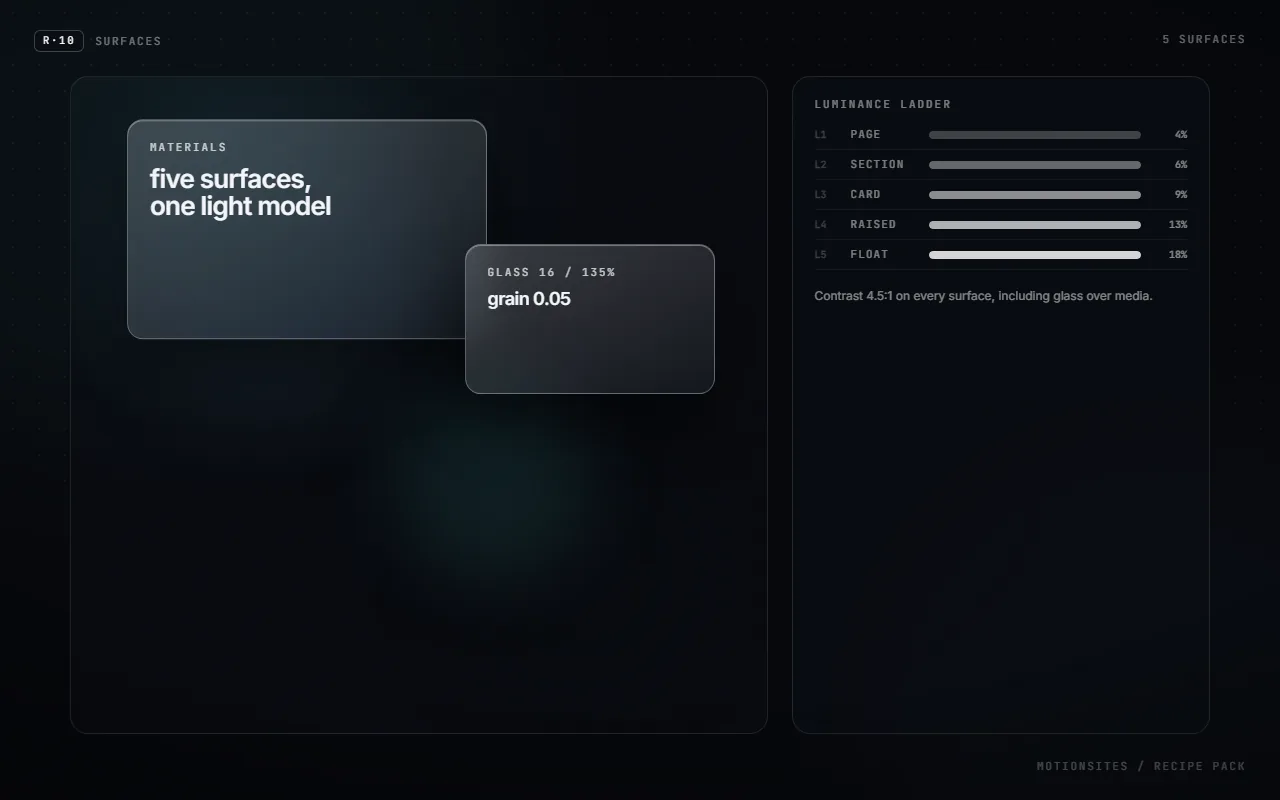 R·10 SURFACES
5 SURFACES
MATERIALS
five surfaces,
one light model
GLASS 16 / 135%
grain 0.05
LUMINANCE LADDER
L1 PAGE 4%
L2 SECTION 6%
L3 CARD 9%
L4 RAISED 13%
L5 FLOAT 18%
Contrast 4.5:1 on every surface, including glass over media.
MOTIONSITES / RECIPE PACK